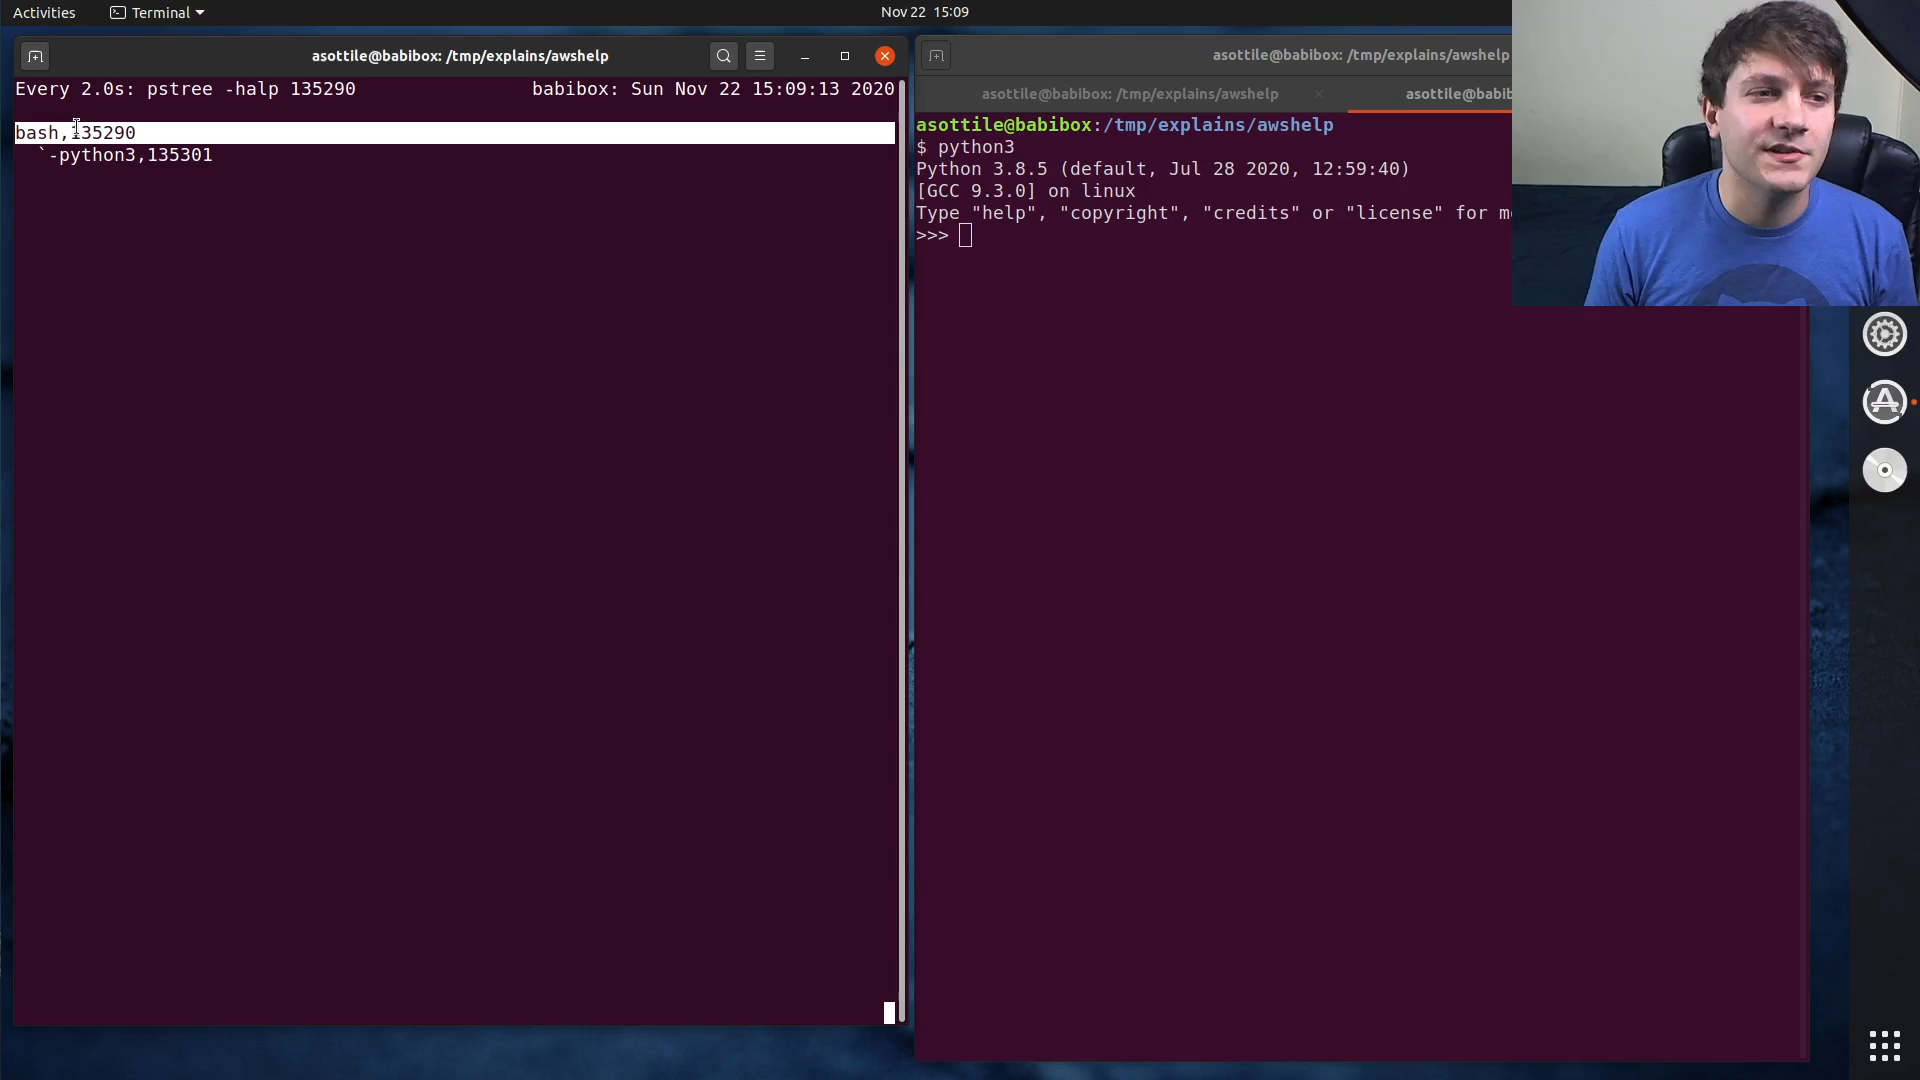 Activities
Terminal
Nov 22 15:09
asottile@babibox: /tmp/explains/awshelp
Every 2.0s: pstree -halp 135290
babibox: Sun Nov 22 15:09:13 2020
bash,135290
`-python3,135301
asottile@babibox: /tmp/explains/awshelp
asottile@babibox: /tmp/explains/awshelp
asottile@babib
asottile@babibox:/tmp/explains/awshelp
$ python3
Python 3.8.5 (default, Jul 28 2020, 12:59:40)
[GCC 9.3.0] on linux
Type "help", "copyright", "credits" or "license" for m
>>>